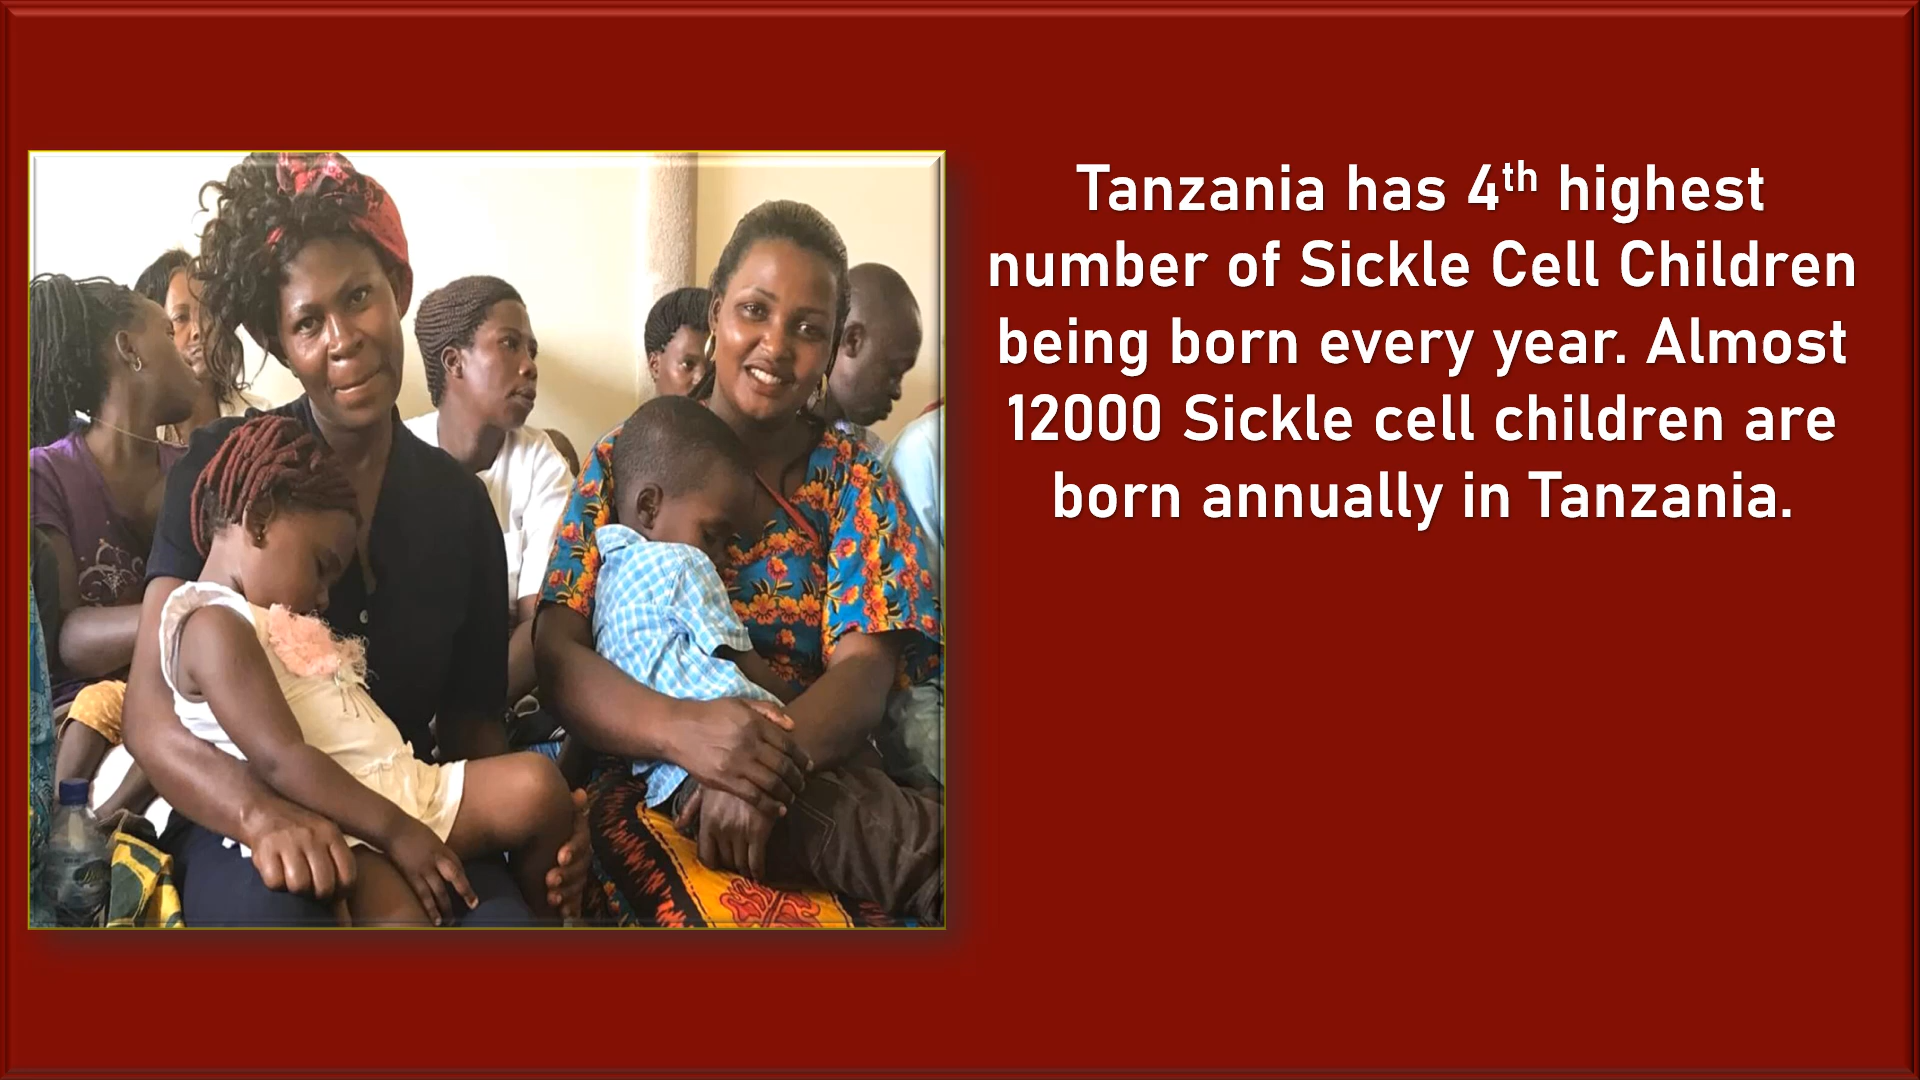 Tanzania has 4th highest
number of Sickle Cell Children
being born every year. Almost
12000 Sickle cell children are
born annually in Tanzania.